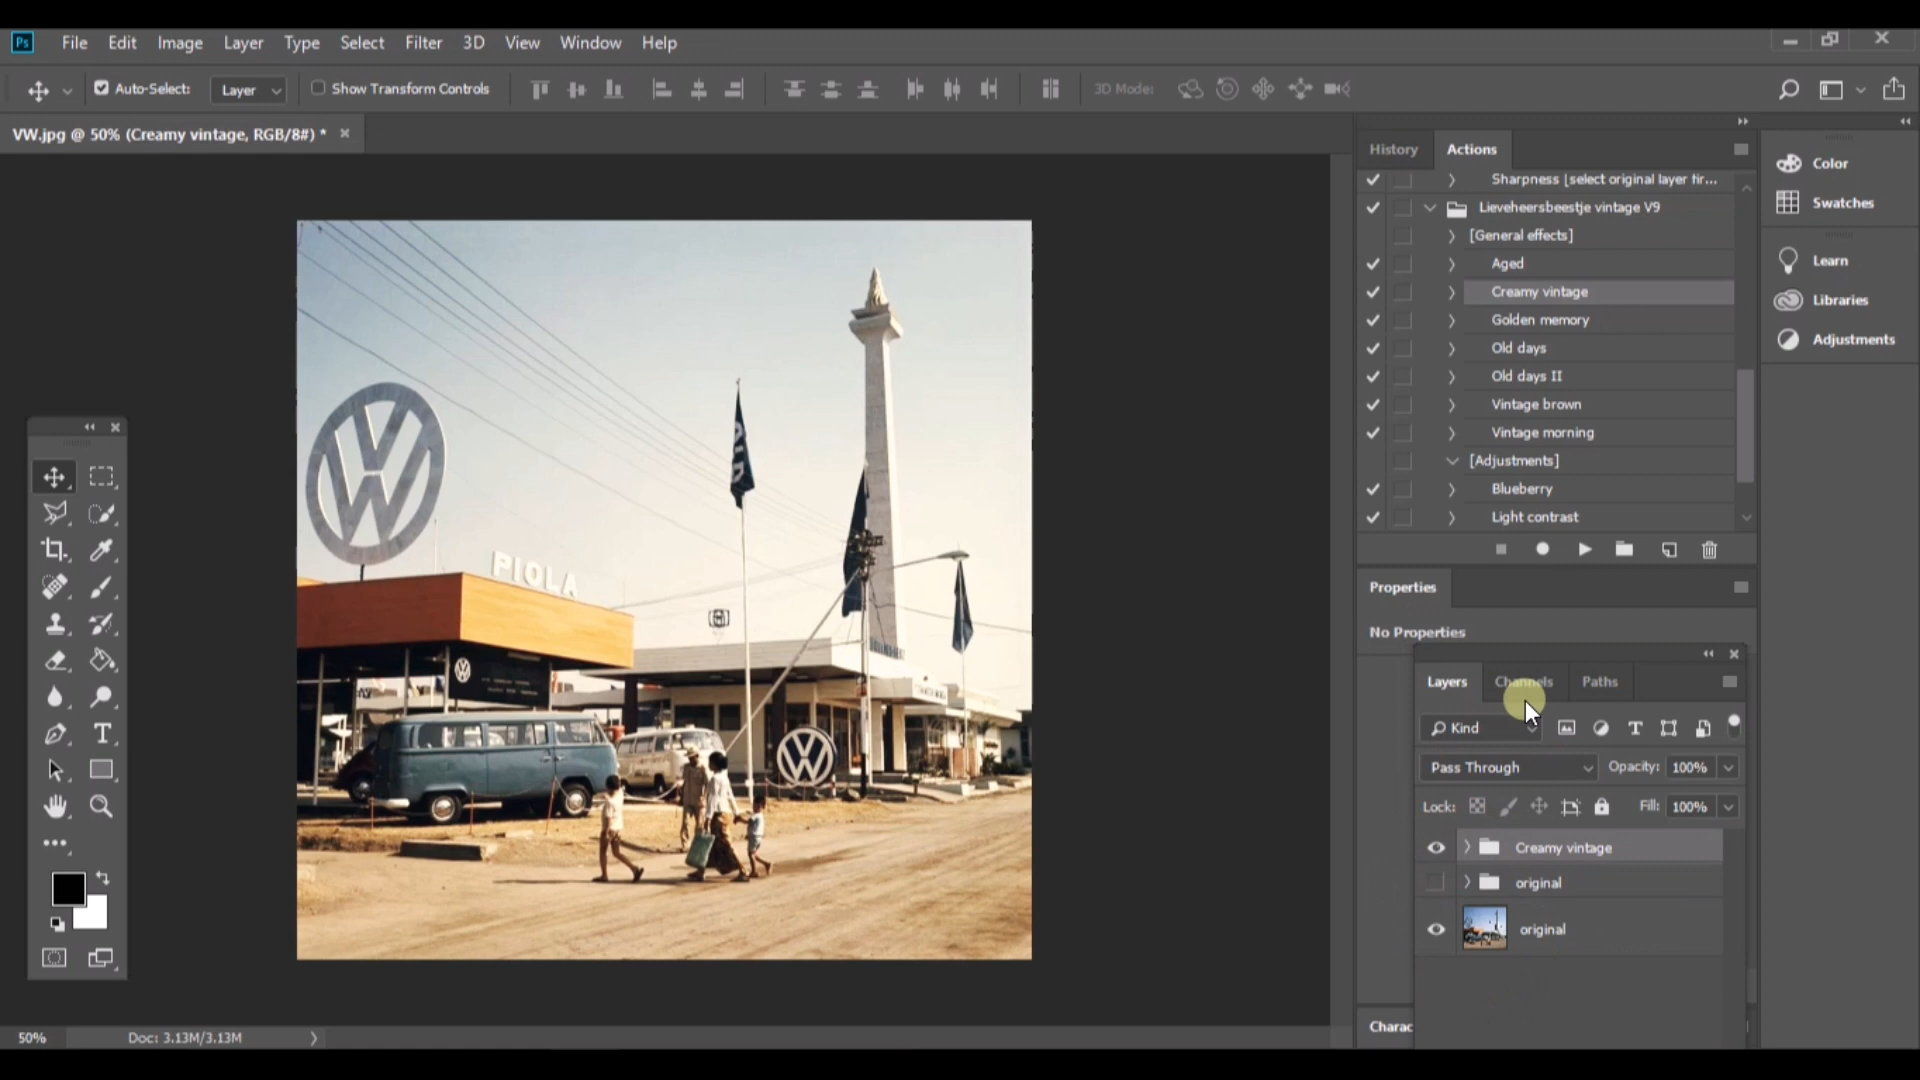 Ps File Edit Image Layer Type Select Filter 3D View Window Help
Auto-Select: Layer Show Transform Controls 3D Mode:
VW.jpg @ 50% (Creamy vintage, RGB/8#) *
History Actions
Sharpness [select original layer fir...
Lieveheersbeestje vintage V9
[General effects]
Aged
Creamy vintage
Golden memory
Old days
Old days II
Vintage brown
Vintage morning
[Adjustments]
Blueberry
Light contrast
Color
Swatches
Learn
Libraries
Adjustments
PIOLA
Properties
No Properties
Layers Channels Paths
Kind
Pass Through Opacity: 100%
Lock: Fill: 100%
Creamy vintage
original
original
Charac
50% Doc: 3.13M/3.13M